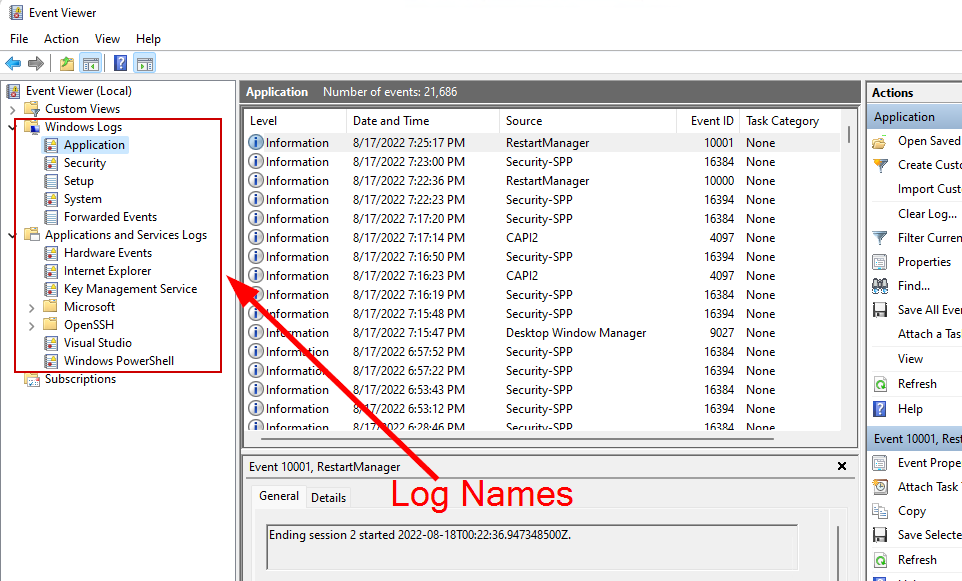 Event Viewer
File Action View Help
Event Viewer (Local)
Custom Views
Windows Logs
Application
Security
Setup
System
Forwarded Events
Applications and Services Logs
Hardware Events
Internet Explorer
Key Management Service
Microsoft
OpenSSH
Visual Studio
Windows PowerShell
Subscriptions
Application Number of events: 21,686
Level Date and Time Source Event ID Task Category
Information 8/17/2022 7:25:17 PM RestartManager 10001 None
Information 8/17/2022 7:23:00 PM Security-SPP 16384 None
Information 8/17/2022 7:22:36 PM RestartManager 10000 None
Information 8/17/2022 7:22:23 PM Security-SPP 16394 None
Information 8/17/2022 7:17:20 PM Security-SPP 16384 None
Information 8/17/2022 7:17:14 PM CAPI2 4097 None
Information 8/17/2022 7:16:50 PM Security-SPP 16394 None
Information 8/17/2022 7:16:23 PM CAPI2 4097 None
Information 8/17/2022 7:16:19 PM Security-SPP 16384 None
Information 8/17/2022 7:15:48 PM Security-SPP 16394 None
Information 8/17/2022 7:15:47 PM Desktop Window Manager 9027 None
Information 8/17/2022 6:57:52 PM Security-SPP 16384 None
Information 8/17/2022 6:57:22 PM Security-SPP 16394 None
Information 8/17/2022 6:53:43 PM Security-SPP 16384 None
Information 8/17/2022 6:53:12 PM Security-SPP 16394 None
Information 8/17/2022 6:28:46 PM Security-SPP 16384 None
Event 10001, RestartManager
General Details
Log Names
Ending session 2 started 2022-08-18T00:22:36.947348500Z.
Actions
Application
Open Saved
Create Custo
Import Cust
Clear Log...
Filter Curren
Properties
Find...
Save All Ever
Attach a Tas
View
Refresh
Help
Event 10001, Rest
Event Prope
Attach Task
Copy
Save Selecte
Refresh